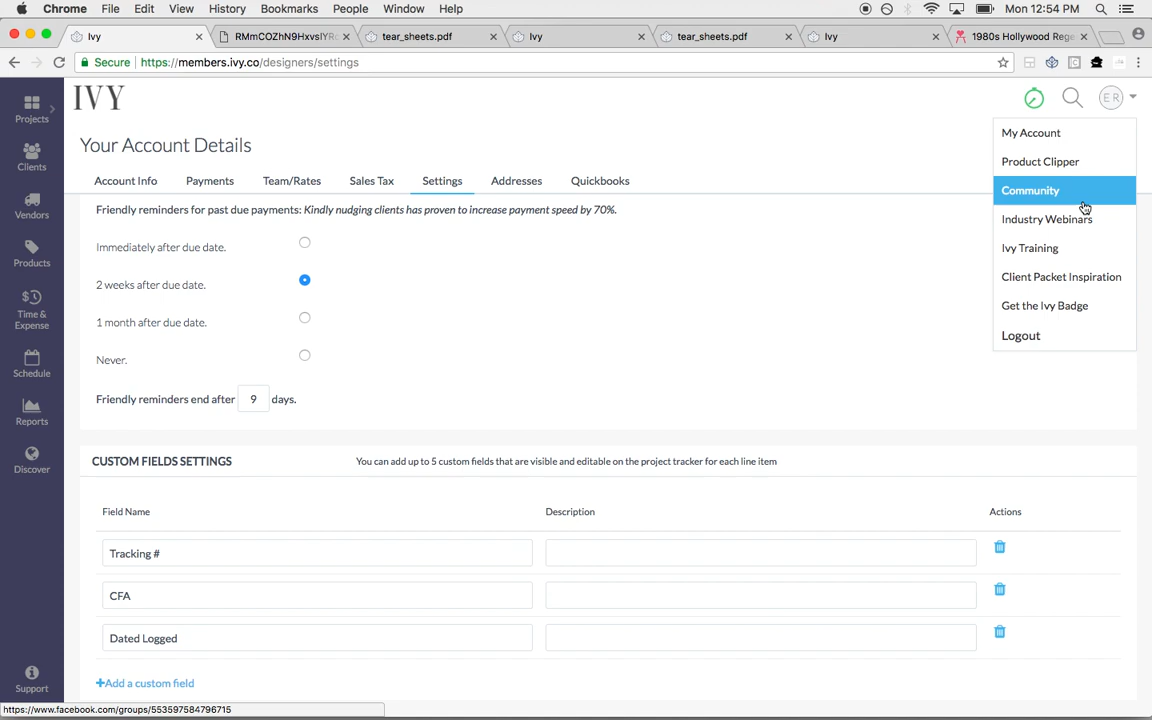 Chrome File Edit View History Bookmarks People Window Help Mon 12:54 PM
Ivy RMmCOZhN9HxvslYRc tear_sheets.pdf Ivy tear_sheets.pdf Ivy 1980s Hollywood Rege
Secure https://members.ivy.co/designers/settings
IVY
ER
Projects
Clients
Vendors
Products
Time &
Expense
Schedule
Reports
Discover
Support
Your Account Details
Account Info Payments Team/Rates Sales Tax Settings Addresses Quickbooks
My Account
Product Clipper
Community
Industry Webinars
Ivy Training
Client Packet Inspiration
Get the Ivy Badge
Logout
Friendly reminders for past due payments: Kindly nudging clients has proven to increase payment speed by 70%.
Immediately after due date.
2 weeks after due date.
1 month after due date.
Never.
Friendly reminders end after 9 days.
CUSTOM FIELDS SETTINGS You can add up to 5 custom fields that are visible and editable on the project tracker for each line item
Field Name Description Actions
Tracking #
CFA
Dated Logged
+Add a custom field
https://www.facebook.com/groups/553597584796715